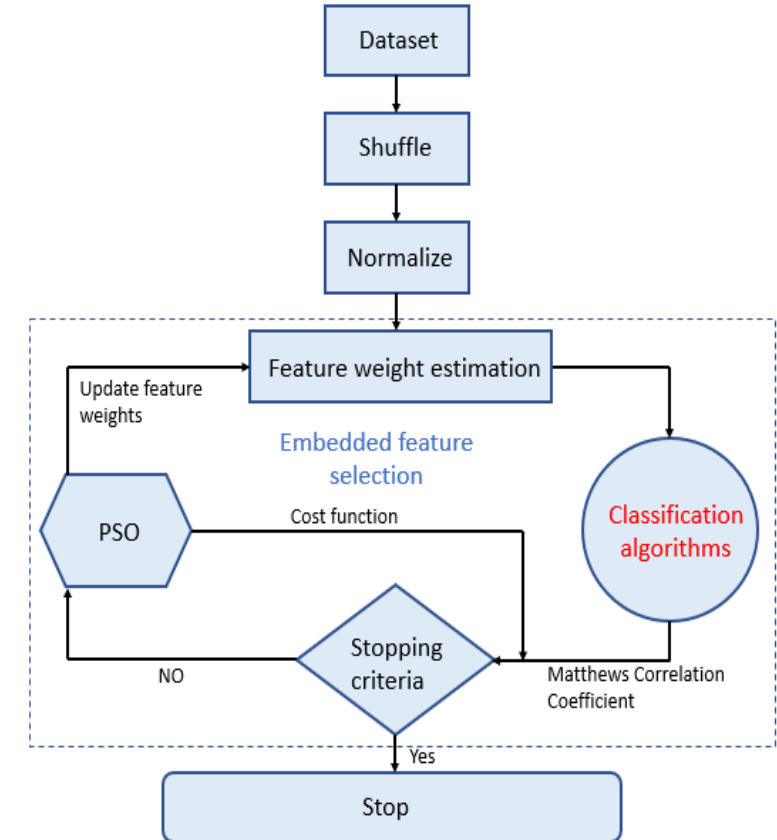 Dataset
Shuffle
Normalize
Feature weight estimation
Update feature
weights
Embedded feature
selection
Cost function
PSO
Classification
algorithms
Stopping
criteria
NO
Matthews Correlation
Coefficient
Yes
Stop